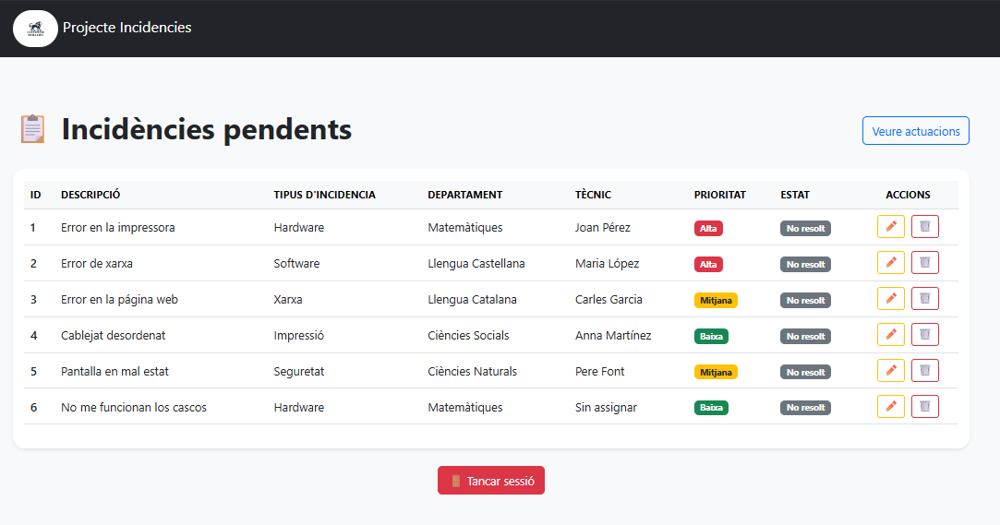 Projecte Incidencies
Incidències pendents
Veure actuacions
ID DESCRIPCIÓ TIPUS D'INCIDENCIA DEPARTAMENT TÈCNIC PRIORITAT ESTAT ACCIONS
1 Error en la impressora Hardware Matemàtiques Joan Pérez Alta No resolt
2 Error de xarxa Software Llengua Castellana Maria López Alta No resolt
3 Error en la página web Xarxa Llengua Catalana Carles Garcia Mitjana No resolt
4 Cablejat desordenat Impressió Ciències Socials Anna Martínez Baixa No resolt
5 Pantalla en mal estat Seguretat Ciències Naturals Pere Font Mitjana No resolt
6 No me funcionan los cascos Hardware Matemàtiques Sin assignar Baixa No resolt
Tancar sessió